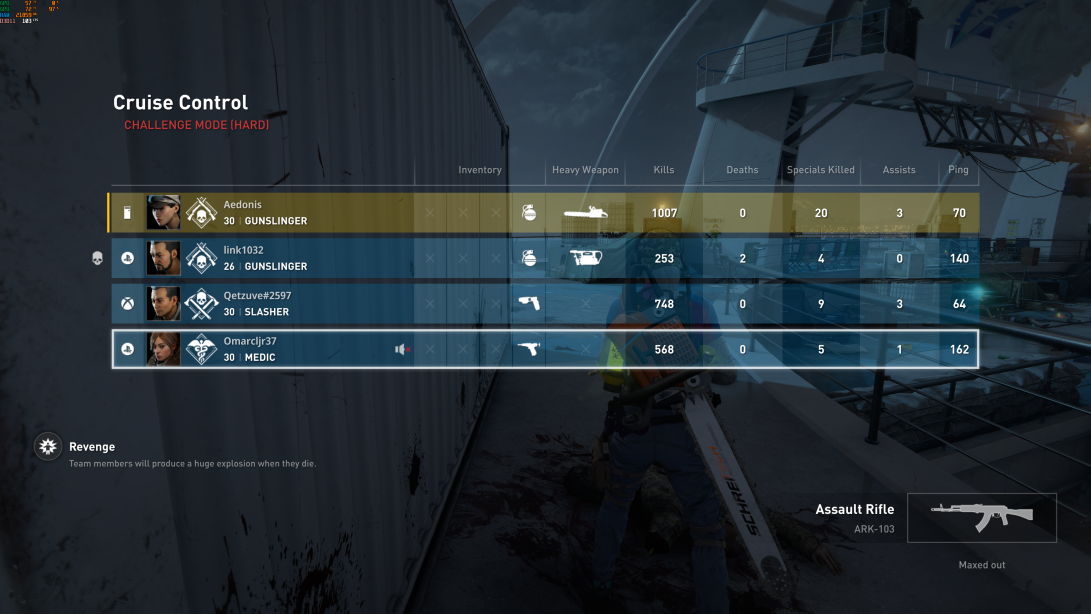 Cruise Control
CHALLENGE MODE (HARD)
Inventory Heavy Weapon Kills Deaths Specials Killed Assists Ping
Aedonis
30 | GUNSLINGER 1007 0 20 3 70
link1032
26 | GUNSLINGER 253 2 4 0 140
Qetzuve#2597
30 | SLASHER 748 0 9 3 64
Omarcljr37
30 | MEDIC 568 0 5 1 162
Revenge
Team members will produce a huge explosion when they die.
Assault Rifle
ARK-103
Maxed out